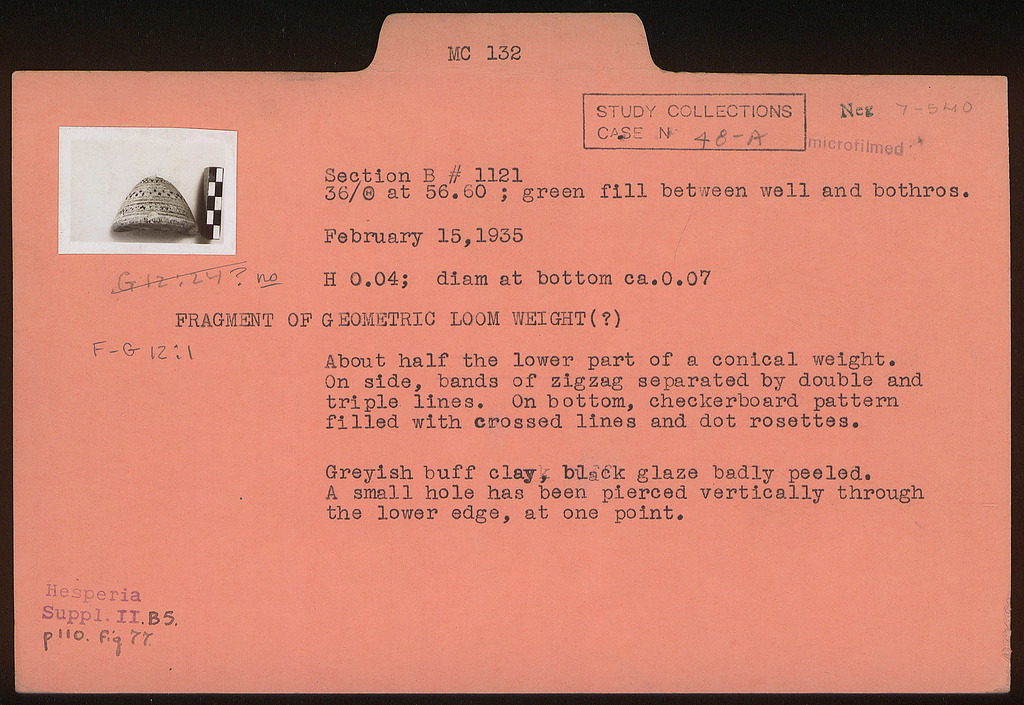 MC 132
STUDY COLLECTIONS
CASE Nº 48-A
Neg 7-540
microfilmed
Section B # 1121
36/Θ at 56.60 ; green fill between well and bothros.
February 15,1935
G 12:24? no
H 0.04; diam at bottom ca.0.07
FRAGMENT OF GEOMETRIC LOOM WEIGHT(?)
F-G 12:1
About half the lower part of a conical weight.
On side, bands of zigzag separated by double and
triple lines. On bottom, checkerboard pattern
filled with crossed lines and dot rosettes.
Greyish buff clay, black glaze badly peeled.
A small hole has been pierced vertically through
the lower edge, at one point.
Hesperia
Suppl. II. B5.
p110. Fig 77.